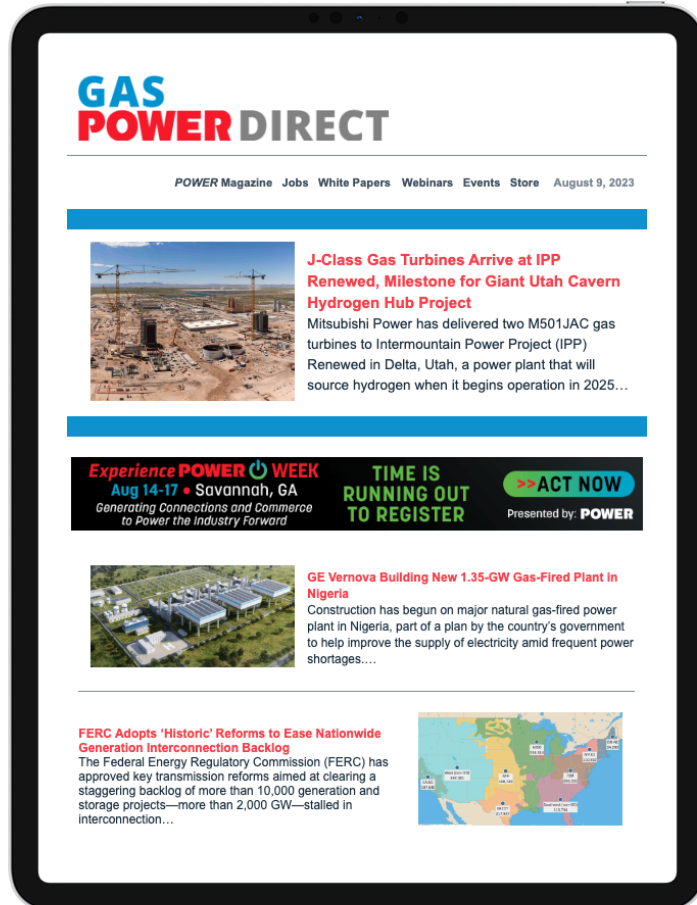 GAS
POWER DIRECT
POWER Magazine Jobs White Papers Webinars Events Store August 9, 2023
J-Class Gas Turbines Arrive at IPP
Renewed, Milestone for Giant Utah Cavern
Hydrogen Hub Project
Mitsubishi Power has delivered two M501JAC gas
turbines to Intermountain Power Project (IPP)
Renewed in Delta, Utah, a power plant that will
source hydrogen when it begins operation in 2025…
Experience POWER WEEK
Aug 14-17 • Savannah, GA
Generating Connections and Commerce
to Power the Industry Forward
TIME IS
RUNNING OUT
TO REGISTER
>>ACT NOW
Presented by: POWER
GE Vernova Building New 1.35-GW Gas-Fired Plant in
Nigeria
Construction has begun on major natural gas-fired power
plant in Nigeria, part of a plan by the country's government
to help improve the supply of electricity amid frequent power
shortages.…
FERC Adopts ‘Historic’ Reforms to Ease Nationwide
Generation Interconnection Backlog
The Federal Energy Regulatory Commission (FERC) has
approved key transmission reforms aimed at clearing a
staggering backlog of more than 10,000 generation and
storage projects—more than 2,000 GW—stalled in
interconnection…